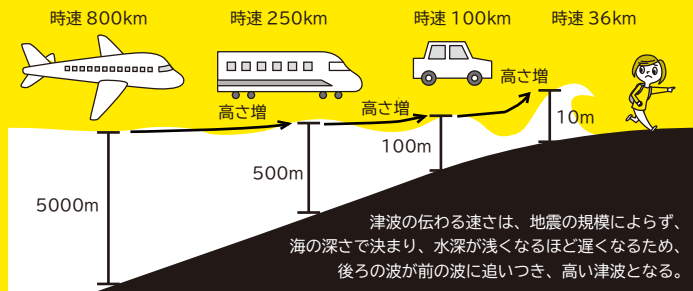 時速 800km
時速 250km
時速 100km
時速 36km
高さ増
高さ増
高さ増
5000m
500m
100m
10m
津波の伝わる速さは、地震の規模によらず、
海の深さで決まり、水深が浅くなるほど遅くなるため、
後ろの波が前の波に追いつき、高い津波となる。